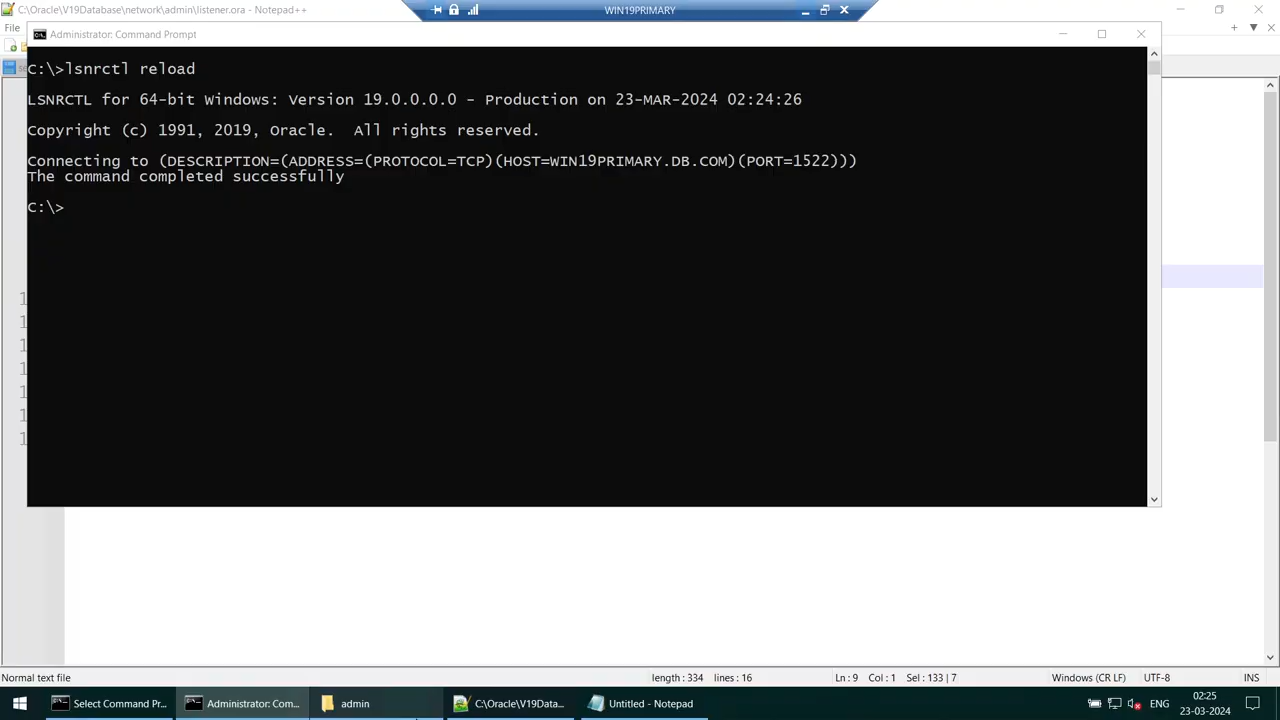 C:\Oracle\V19Database\network\admin\listener.ora - Notepad++
WIN19PRIMARY
File
Administrator: Command Prompt
C:\>lsnrctl reload
LSNRCTL for 64-bit Windows: Version 19.0.0.0.0 - Production on 23-MAR-2024 02:24:26
Copyright (c) 1991, 2019, Oracle.  All rights reserved.
Connecting to (DESCRIPTION=(ADDRESS=(PROTOCOL=TCP)(HOST=WIN19PRIMARY.DB.COM)(PORT=1522)))
The command completed successfully
C:\>
Normal text file
length : 334 lines : 16
Ln : 9 Col : 1 Sel : 133 | 7
Windows (CR LF)
UTF-8
INS
Select Command Pr...
Administrator: Com...
admin
C:\Oracle\V19Data...
Untitled - Notepad
ENG
02:25
23-03-2024